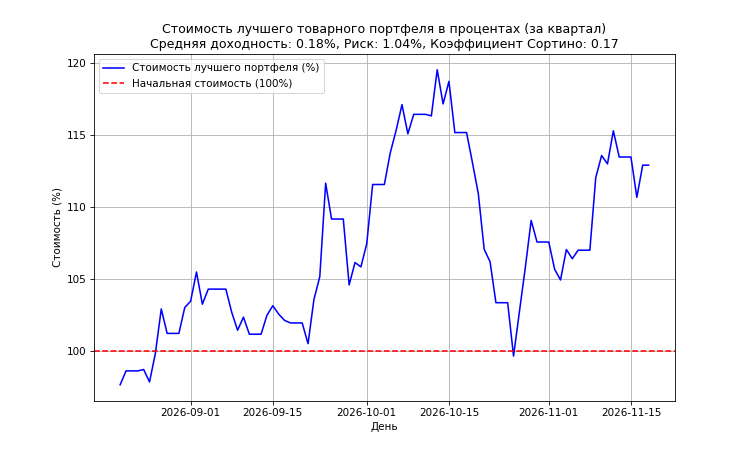 Стоимость лучшего товарного портфеля в процентах (за квартал)
Средняя доходность: 0.18%, Риск: 1.04%, Коэффициент Сортино: 0.17
Стоимость лучшего портфеля (%)
Начальная стоимость (100%)
Стоимость (%)
120
115
110
105
100
2026-09-01 2026-09-15 2026-10-01 2026-10-15 2026-11-01 2026-11-15
День